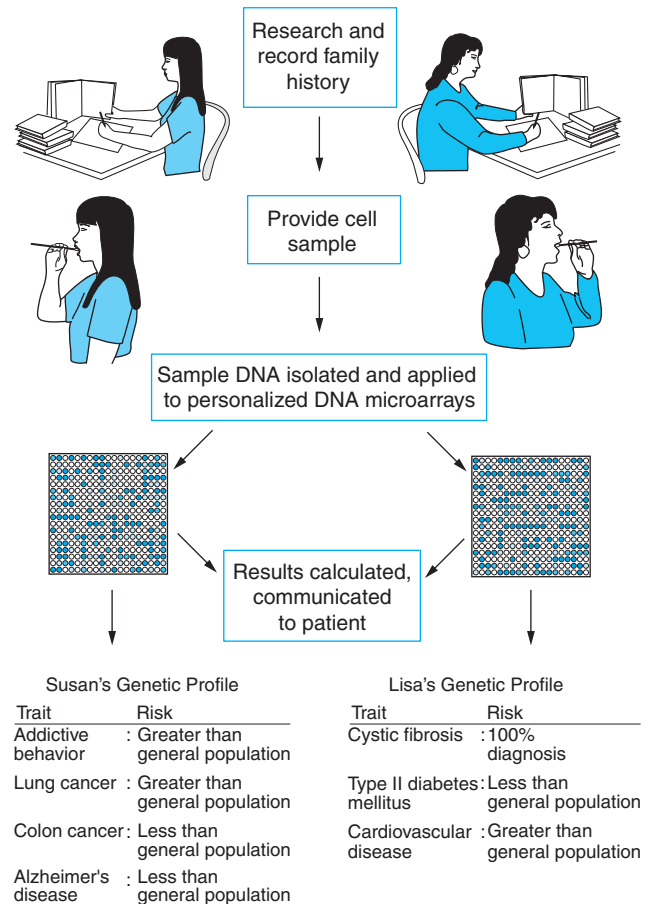 Research and
record family
history
Provide cell
sample
Sample DNA isolated and applied
to personalized DNA microarrays
Results calculated,
communicated
to patient
Susan's Genetic Profile
Trait Risk
Addictive : Greater than
behavior general population
Lung cancer : Greater than
general population
Colon cancer : Less than
general population
Alzheimer's : Less than
disease general population
Lisa's Genetic Profile
Trait Risk
Cystic fibrosis : 100%
diagnosis
Type II diabetes : Less than
mellitus general population
Cardiovascular : Greater than
disease general population